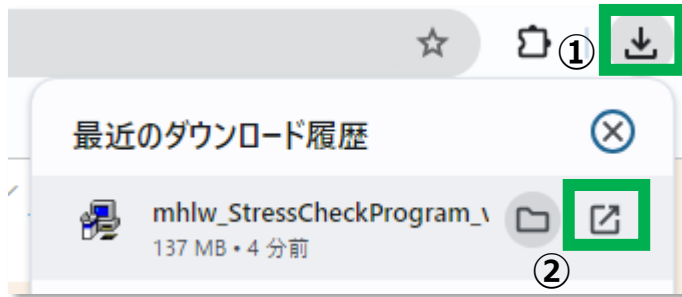 ①
最近のダウンロード履歴
mhlw_StressCheckProgram_v
137 MB • 4 分前
②